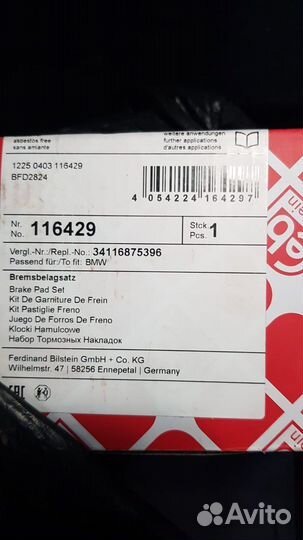 asbestos free
sans amiante
weitere anwendungen
further applications
d'autres applications
1225 0403 116429
BFD2824
4 054224 164297
Nr.
No. 116429
Stck.
Pcs. 1
Vergl.-Nr.:/Repl.-No.: 34116875396
Passend für:/To fit: BMW
Bremsbelagsatz
Brake Pad Set
Kit De Garniture De Frein
Kit Pastiglie Freno
Juego De Forros De Freno
Klocki Hamulcowe
Набор Тормозных Накладок
Ferdinand Bilstein GmbH + Co. KG
Wilhelmstr. 47 | 58256 Ennepetal | Germany
EAC
Avito